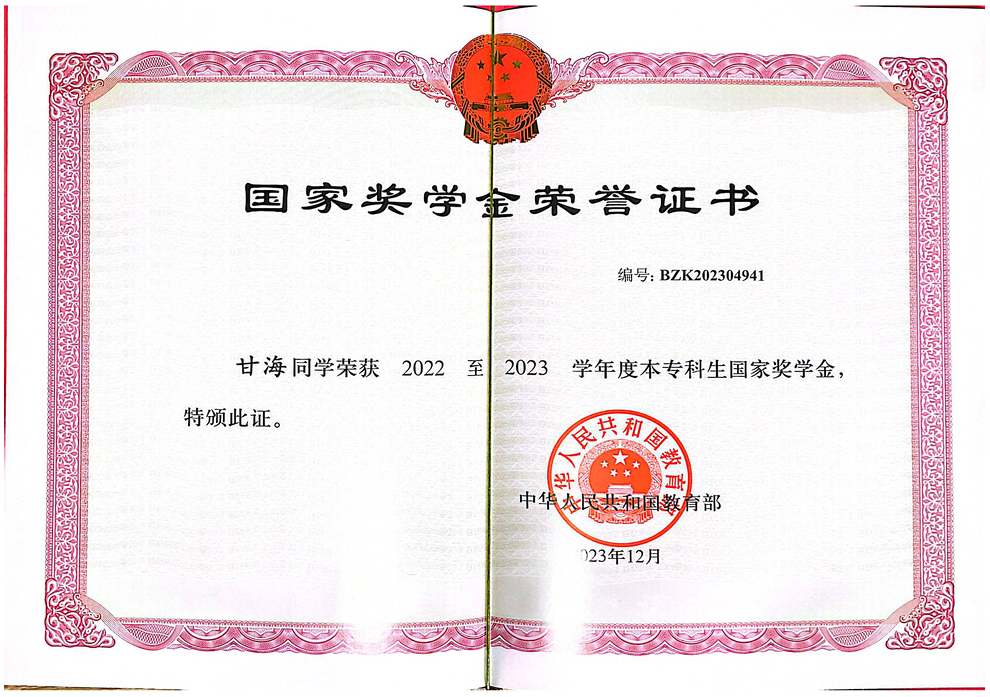 国家奖学金荣誉证书
编号: BZK202304941
甘海同学荣获 2022 至 2023 学年度本专科生国家奖学金，
特颁此证。
中华人民共和国教育部
中华人民共和国教育部
023年12月